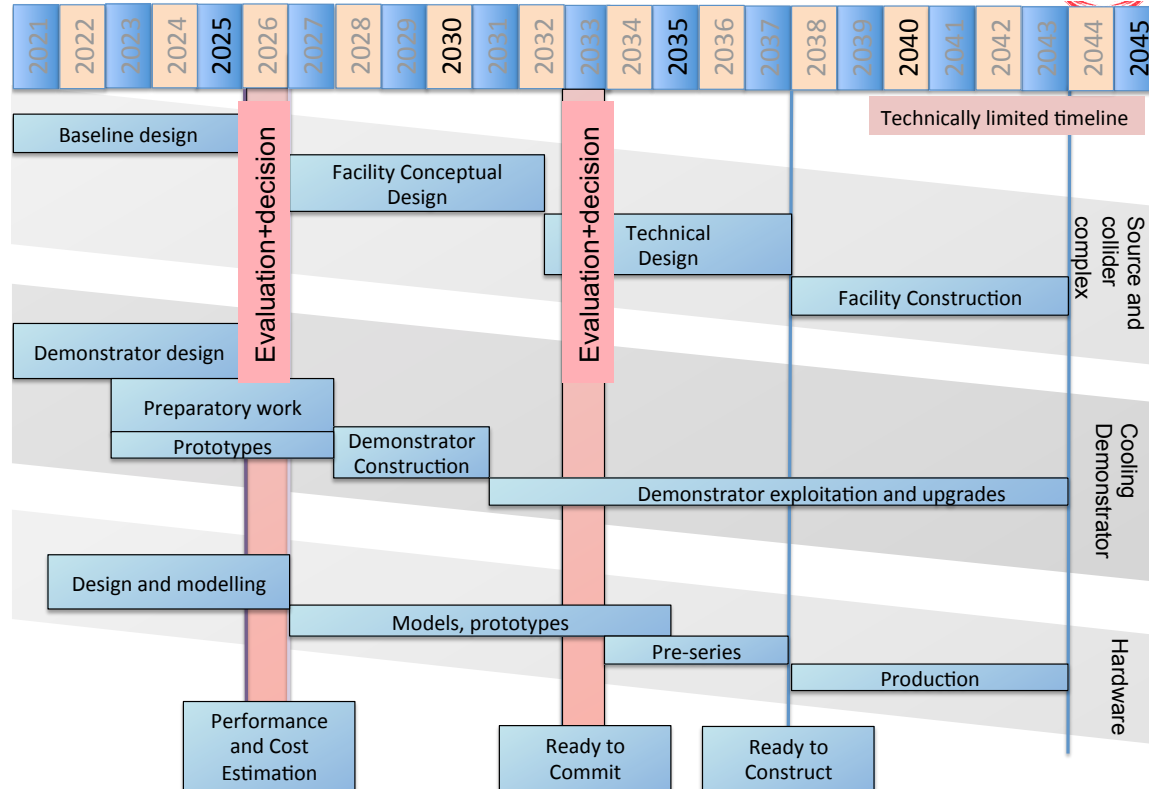 2021 2022 2023 2024 2025 2026 2027 2028 2029 2030 2031 2032 2033 2034 2035 2036 2037 2038 2039 2040 2041 2042 2043 2044 2045
Technically limited timeline
Baseline design
Evaluation+decision
Evaluation+decision
Facility Conceptual
Design
Technical
Design
Facility Construction
Source and
collider
complex
Demonstrator design
Preparatory work
Prototypes
Demonstrator
Construction
Demonstrator exploitation and upgrades
Cooling
Demonstrator
Design and modelling
Models, prototypes
Pre-series
Production
Hardware
Performance
and Cost
Estimation
Ready to
Commit
Ready to
Construct